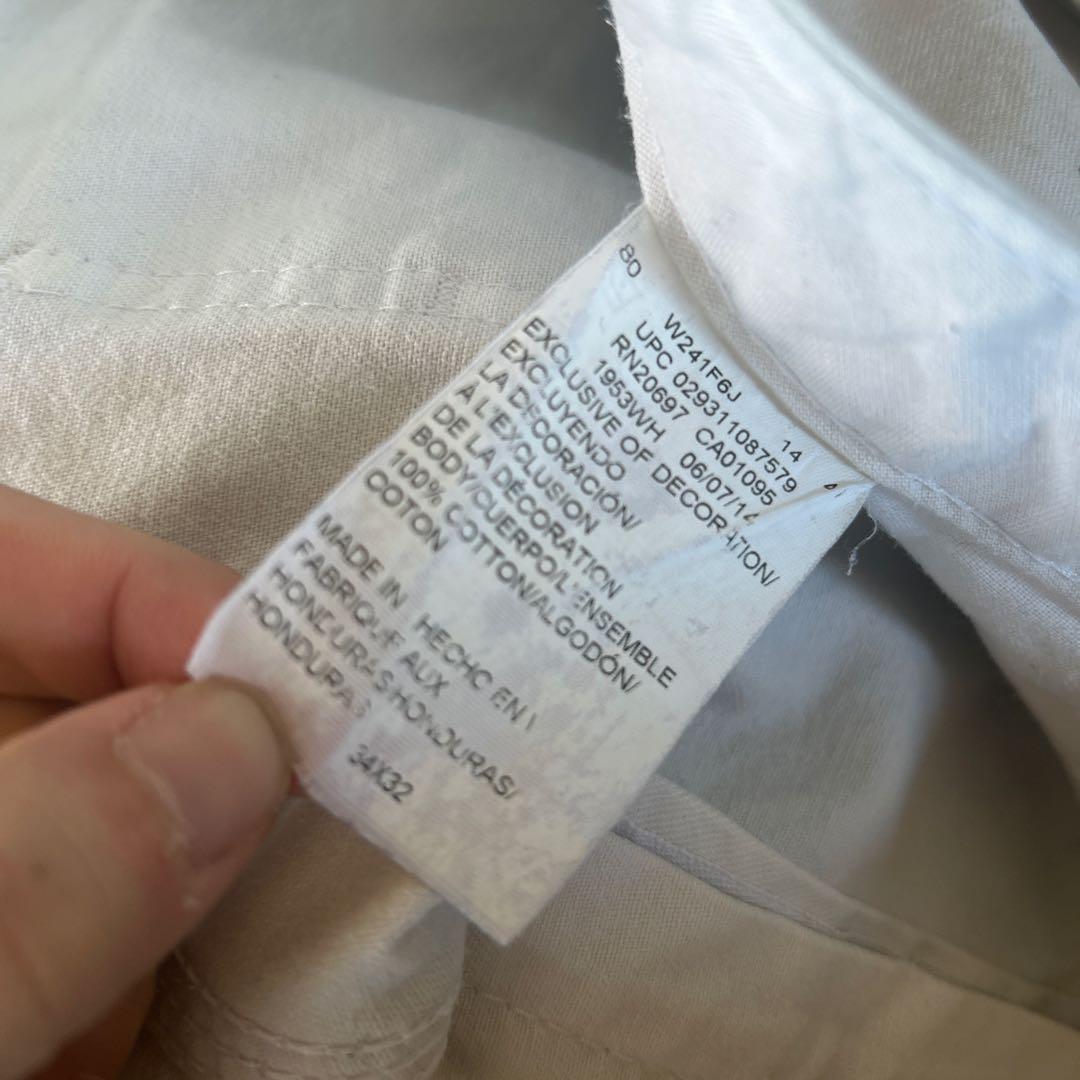 80
W241F6J 14
UPC 029311087579
RN20697 CA01095
1953WH 06/07/14
EXCLUSIVE OF DECORATION/
EXCLUYENDO
LA DECORACIÓN/
A L'EXCLUSION
DE LA DÉCORATION
BODY/CUERPO/L'ENSEMBLE
100% COTTON/ALGODÓN/
COTON
MADE IN HECHO EN
FABRIQUE AUX
HONDURAS/HONDURAS/
HONDURAS
34X32